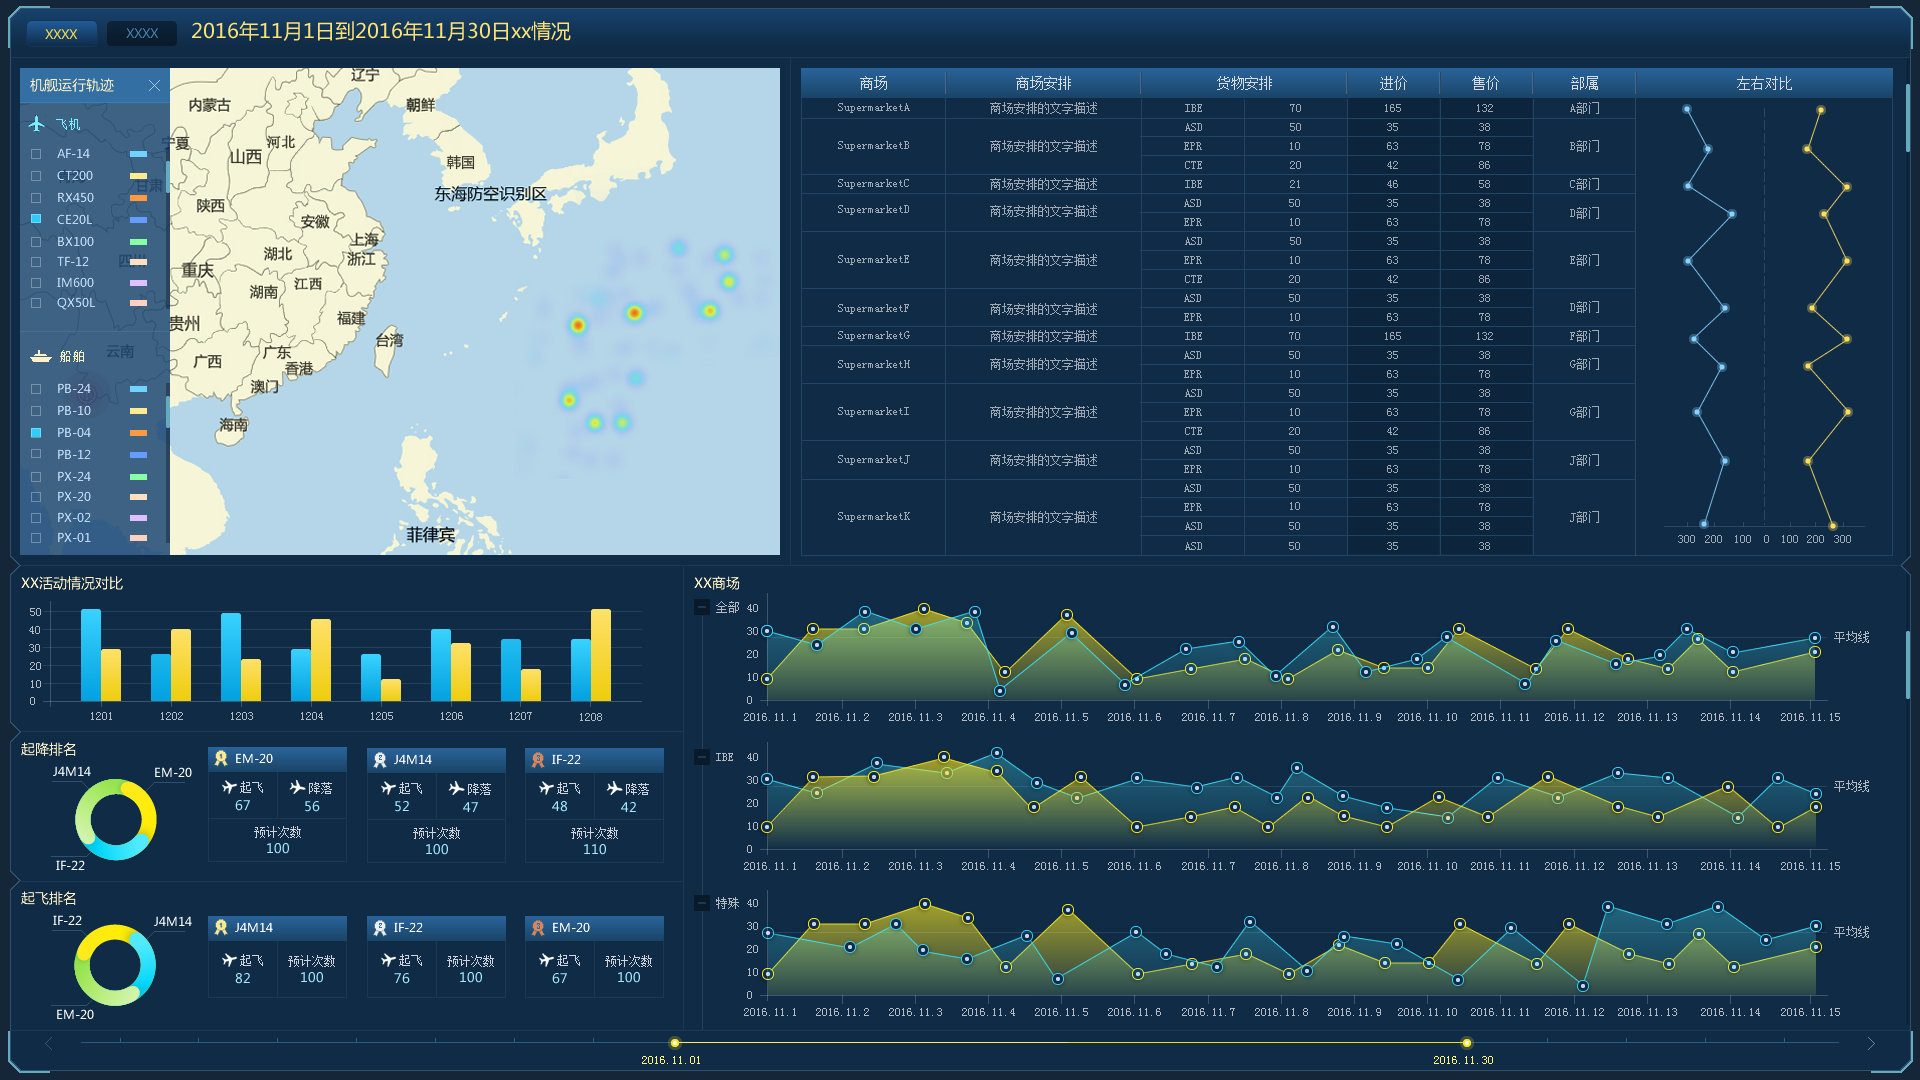 XXXX XXXX 2016年11月1日到2016年11月30日xx情况
机舰运行轨迹
飞机
AF-14
CT200
RX450
CE20L
BX100
TF-12
IM600
QX50L
船舶
PB-24
PB-10
PB-04
PB-12
PX-24
PX-20
PX-02
PX-01
辽宁
内蒙古
朝鲜
宁夏
河北
山西
韩国
甘肃
东海防空识别区
陕西
安徽
上海
湖北
浙江
四川
重庆
江西
湖南
福建
贵州
台湾
云南
广东
广西
香港
澳门
海南
菲律宾
商场 商场安排 货物安排 进价 售价 部属 左右对比
SupermarketA 商场安排的文字描述 IBE 70 165 132 A部门
ASD 50 35 38
SupermarketB 商场安排的文字描述 EPR 10 63 78 B部门
CTE 20 42 86
SupermarketC 商场安排的文字描述 IBE 21 46 58 C部门
SupermarketD 商场安排的文字描述 ASD 50 35 38 D部门
EPR 10 63 78
ASD 50 35 38
SupermarketE 商场安排的文字描述 EPR 10 63 78 E部门
CTE 20 42 86
SupermarketF 商场安排的文字描述 ASD 50 35 38 D部门
EPR 10 63 78
SupermarketG 商场安排的文字描述 IBE 70 165 132 F部门
SupermarketH 商场安排的文字描述 ASD 50 35 38 G部门
EPR 10 63 78
ASD 50 35 38
SupermarketI 商场安排的文字描述 EPR 10 63 78 G部门
CTE 20 42 86
SupermarketJ 商场安排的文字描述 ASD 50 35 38 J部门
EPR 10 63 78
ASD 50 35 38
SupermarketK 商场安排的文字描述 EPR 10 63 78 J部门
ASD 50 35 38
ASD 50 35 38
300 200 100 0 100 200 300
XX活动情况对比
50
40
30
20
10
0
1201 1202 1203 1204 1205 1206 1207 1208
起降排名
J4M14 EM-20
IF-22
1 EM-20
起飞 降落
67 56
预计次数
100
2 J4M14
起飞 降落
52 47
预计次数
100
3 IF-22
起飞 降落
48 42
预计次数
110
起飞排名
IF-22 J4M14
EM-20
1 J4M14
起飞 预计次数
82 100
2 IF-22
起飞 预计次数
76 100
3 EM-20
起飞 预计次数
67 100
XX商场
全部
40
30
20
10
0
平均线
2016.11.1 2016.11.2 2016.11.3 2016.11.4 2016.11.5 2016.11.6 2016.11.7 2016.11.8 2016.11.9 2016.11.10 2016.11.11 2016.11.12 2016.11.13 2016.11.14 2016.11.15
IBE
40
30
20
10
0
平均线
2016.11.1 2016.11.2 2016.11.3 2016.11.4 2016.11.5 2016.11.6 2016.11.7 2016.11.8 2016.11.9 2016.11.10 2016.11.11 2016.11.12 2016.11.13 2016.11.14 2016.11.15
特殊
40
30
20
10
0
平均线
2016.11.1 2016.11.2 2016.11.3 2016.11.4 2016.11.5 2016.11.6 2016.11.7 2016.11.8 2016.11.9 2016.11.10 2016.11.11 2016.11.12 2016.11.13 2016.11.14 2016.11.15
2016.11.01 2016.11.30